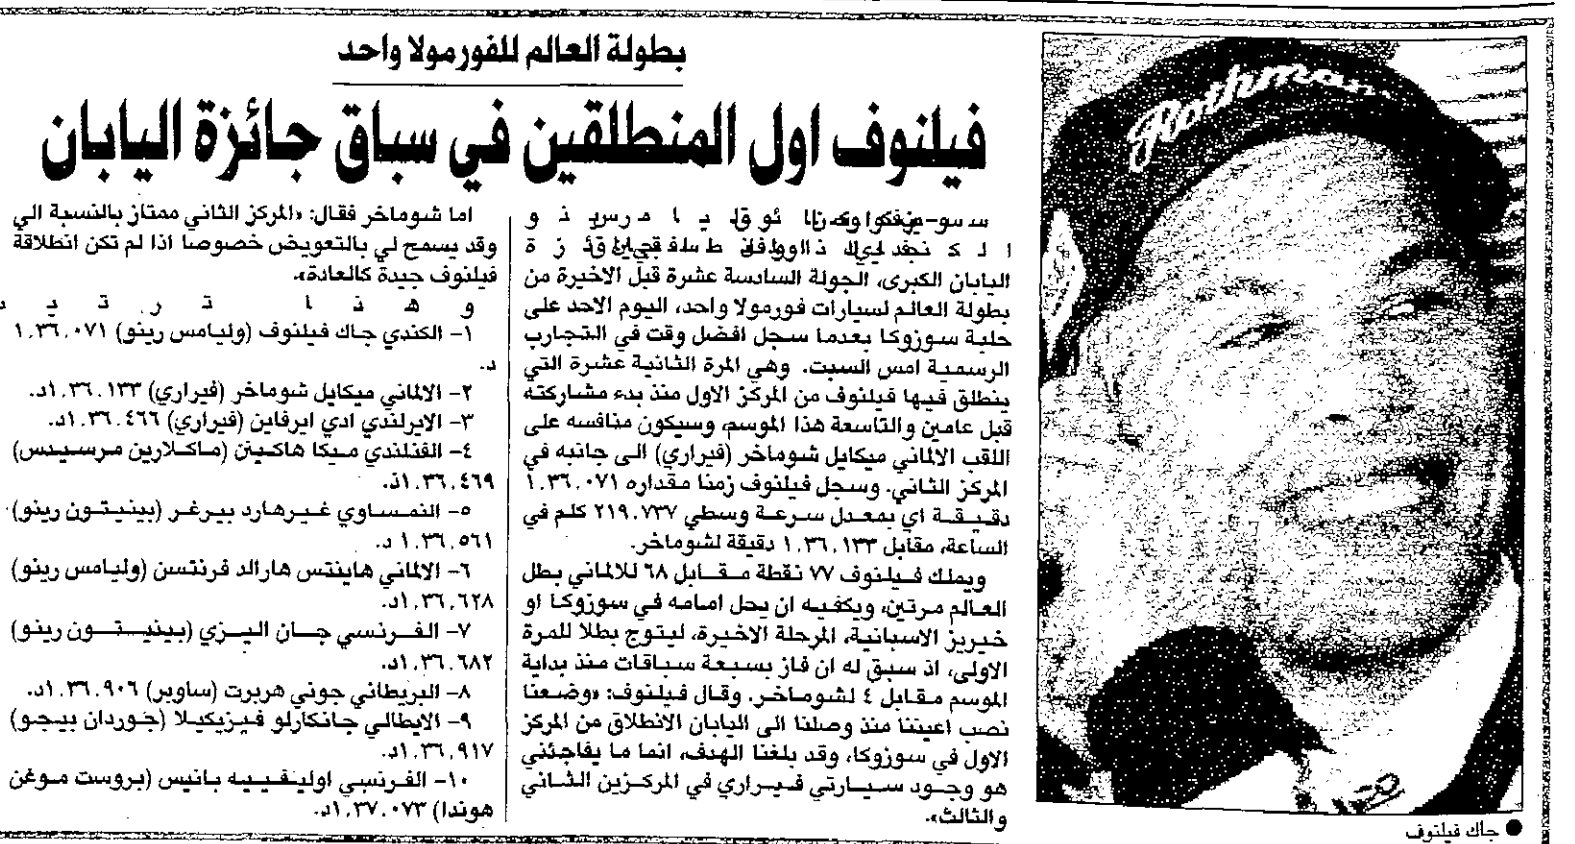 بطولة العالم للفورمولا واحد
فيلنوف اول المنطلقين في سباق جائزة اليابان
اليابان الكبرى، الجولة السادسة عشرة قبل الاخيرة من
بطولة العالم لسيارات فورمولا واحد، اليوم الاحد على
حلبة سوزوكا بعدما سجل افضل وقت في التجارب
الرسمية امس السبت. وهي المرة الثانية عشرة التي
ينطلق فيها فيلنوف من المركز الاول منذ بدء مشاركته
قبل عامين والتاسعة هذا الموسم، وسيكون منافسه على
اللقب الالماني ميكايل شوماخر (فيراري) الى جانبه في
المركز الثاني. وسجل فيلنوف زمنا مقداره ١.٣٦.٠٧١
دقيقة اي بمعدل سرعة وسطي ٢١٩.٧٣٧ كلم في
الساعة، مقابل ١.٣٦.١٣٣ دقيقة لشوماخر.
ويملك فيلنوف ٧٧ نقطة مقابل ٦٨ للالماني بطل
العالم مرتين، ويكفيه ان يحل امامه في سوزوكا او
خيريز الاسبانية، المرحلة الاخيرة، ليتوج بطلا للمرة
الاولى، اذ سبق له ان فاز بسبعة سباقات منذ بداية
الموسم مقابل ٤ لشوماخر. وقال فيلنوف: «وضعنا
نصب اعيننا منذ وصلنا الى اليابان الانطلاق من المركز
الاول في سوزوكا، وقد بلغنا الهدف، انما ما يفاجئني
هو وجود سيارتي فيراري في المركزين الثاني
والثالث».
اما شوماخر فقال: «المركز الثاني ممتاز بالنسبة الي
وقد يسمح لي بالتعويض خصوصا اذا لم تكن انطلاقة
فيلنوف جيدة كالعادة».
و هـ نـ ا تـ ر تـ يـ ب
١- الكندي جاك فيلنوف (وليامس رينو) ١.٣٦.٠٧١
د.
٢- الالماني ميكايل شوماخر (فيراري) ١.٣٦.١٣٣د.
٣- الايرلندي ادي ايرفاين (فيراري) ١.٣٦.٤٦٦د.
٤- الفنلندي ميكا هاكينن (ماكلارين مرسيدس)
١.٣٦.٤٦٩د.
٥- النمساوي غيرهارد بيرغر (بينيتون رينو)
١.٣٦.٥٦١ د.
٦- الالماني هاينتس هارالد فرنتسن (وليامس رينو)
١.٣٦.٦٢٨د.
٧- الفرنسي جان اليزي (بينيتون رينو)
١.٣٦.٦٨٢د.
٨- البريطاني جوني هربرت (ساوبر) ١.٣٦.٩٠٦د.
٩- الايطالي جانكارلو فيزيكيلا (جوردان بيجو)
١.٣٦.٩١٧د.
١٠- الفرنسي اوليفييه بانيس (بروست موغن
هوندا) ١.٣٧.٠٧٣د.
● جاك فيلنوف